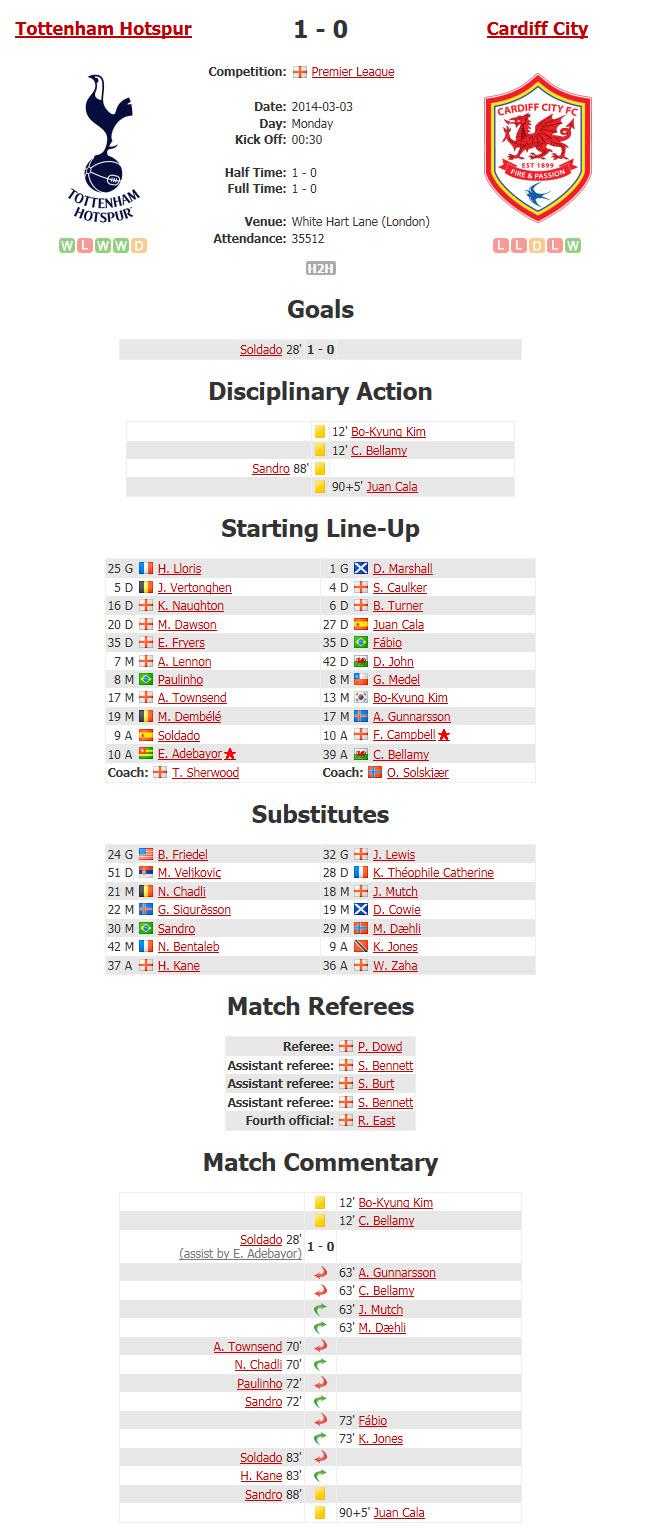 Tottenham Hotspur 1 - 0 Cardiff City
Competition: Premier League
Date: 2014-03-03
Day: Monday
Kick Off: 00:30
Half Time: 1 - 0
Full Time: 1 - 0
Venue: White Hart Lane (London)
Attendance: 35512
TOTTENHAM
HOTSPUR
CARDIFF CITY FC
EST 1899
FIRE & PASSION
W L W W D
L L D L W
H2H
Goals
Soldado 28' 1 - 0
Disciplinary Action
12' Bo-Kyung Kim
12' C. Bellamy
Sandro 88'
90+5' Juan Cala
Starting Line-Up
25 G H. Lloris 1 G D. Marshall
5 D J. Vertonghen 4 D S. Caulker
16 D K. Naughton 6 D B. Turner
20 D M. Dawson 27 D Juan Cala
35 D E. Fryers 35 D Fábio
7 M A. Lennon 42 D D. John
8 M Paulinho 8 M G. Medel
17 M A. Townsend 13 M Bo-Kyung Kim
19 M M. Dembélé 17 M A. Gunnarsson
9 A Soldado 10 A F. Campbell
10 A E. Adebayor 39 A C. Bellamy
Coach: T. Sherwood Coach: O. Solskjær
Substitutes
24 G B. Friedel 32 G J. Lewis
51 D M. Veljkovic 28 D K. Théophile Catherine
21 M N. Chadli 18 M J. Mutch
22 M G. Sigurðsson 19 M D. Cowie
30 M Sandro 29 M M. Dæhli
42 M N. Bentaleb 9 A K. Jones
37 A H. Kane 36 A W. Zaha
Match Referees
Referee: P. Dowd
Assistant referee: S. Bennett
Assistant referee: S. Burt
Assistant referee: S. Bennett
Fourth official: R. East
Match Commentary
12' Bo-Kyung Kim
12' C. Bellamy
Soldado 28' 1 - 0
(assist by E. Adebayor)
63' A. Gunnarsson
63' C. Bellamy
63' J. Mutch
63' M. Dæhli
A. Townsend 70'
N. Chadli 70'
Paulinho 72'
Sandro 72'
73' Fábio
73' K. Jones
Soldado 83'
H. Kane 83'
Sandro 88'
90+5' Juan Cala